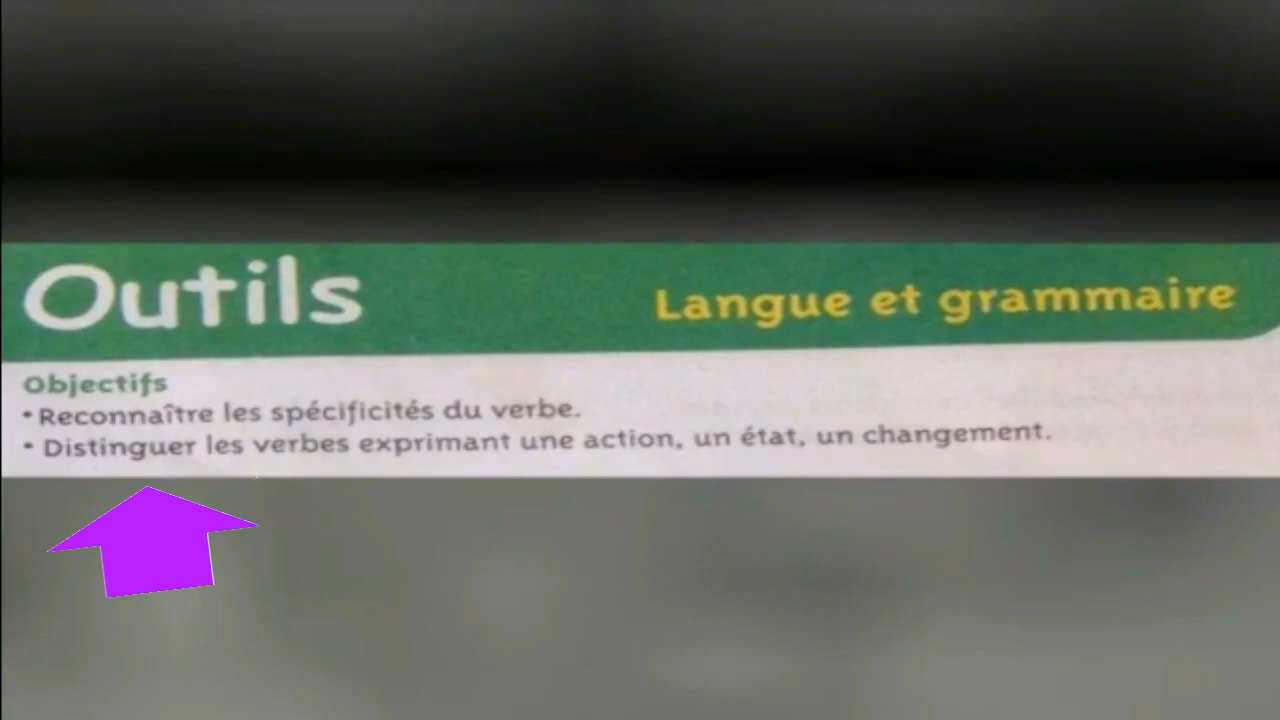 Outils
Langue et grammaire
Objectifs
• Reconnaître les spécificités du verbe.
• Distinguer les verbes exprimant une action, un état, un changement.